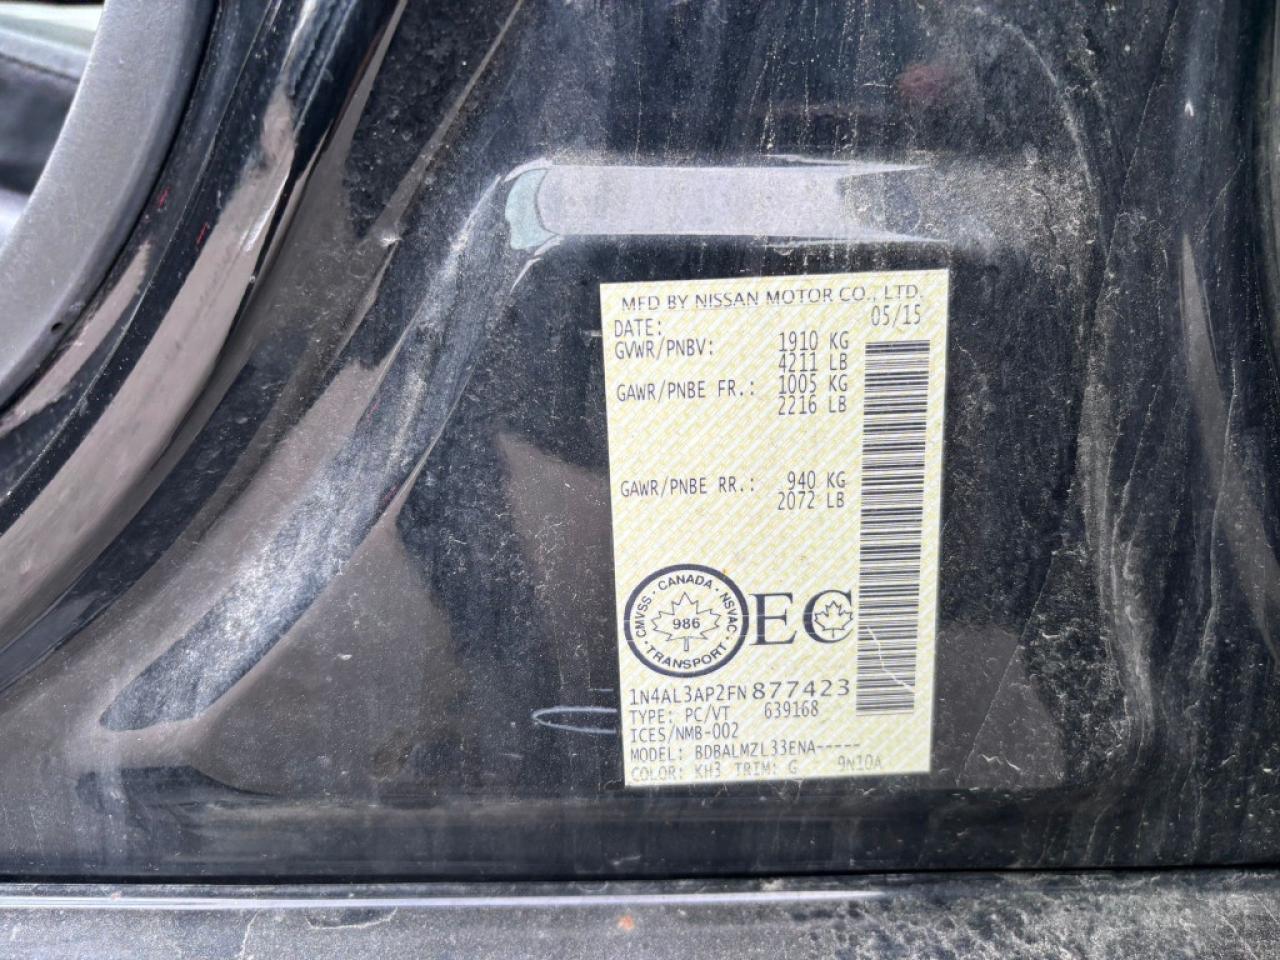 MFD BY NISSAN MOTOR CO., LTD.
DATE: 05/15
GVWR/PNBV: 1910 KG
4211 LB
GAWR/PNBE FR.: 1005 KG
2216 LB
GAWR/PNBE RR.: 940 KG
2072 LB
CMVSS · CANADA · NSVAC · TRANSPORT ·
986
EC
1N4AL3AP2FN877423
TYPE: PC/VT 639168
ICES/NMB-002
MODEL: BDBALMZL33ENA-----
COLOR: KH3 TRIM: G 9N10A